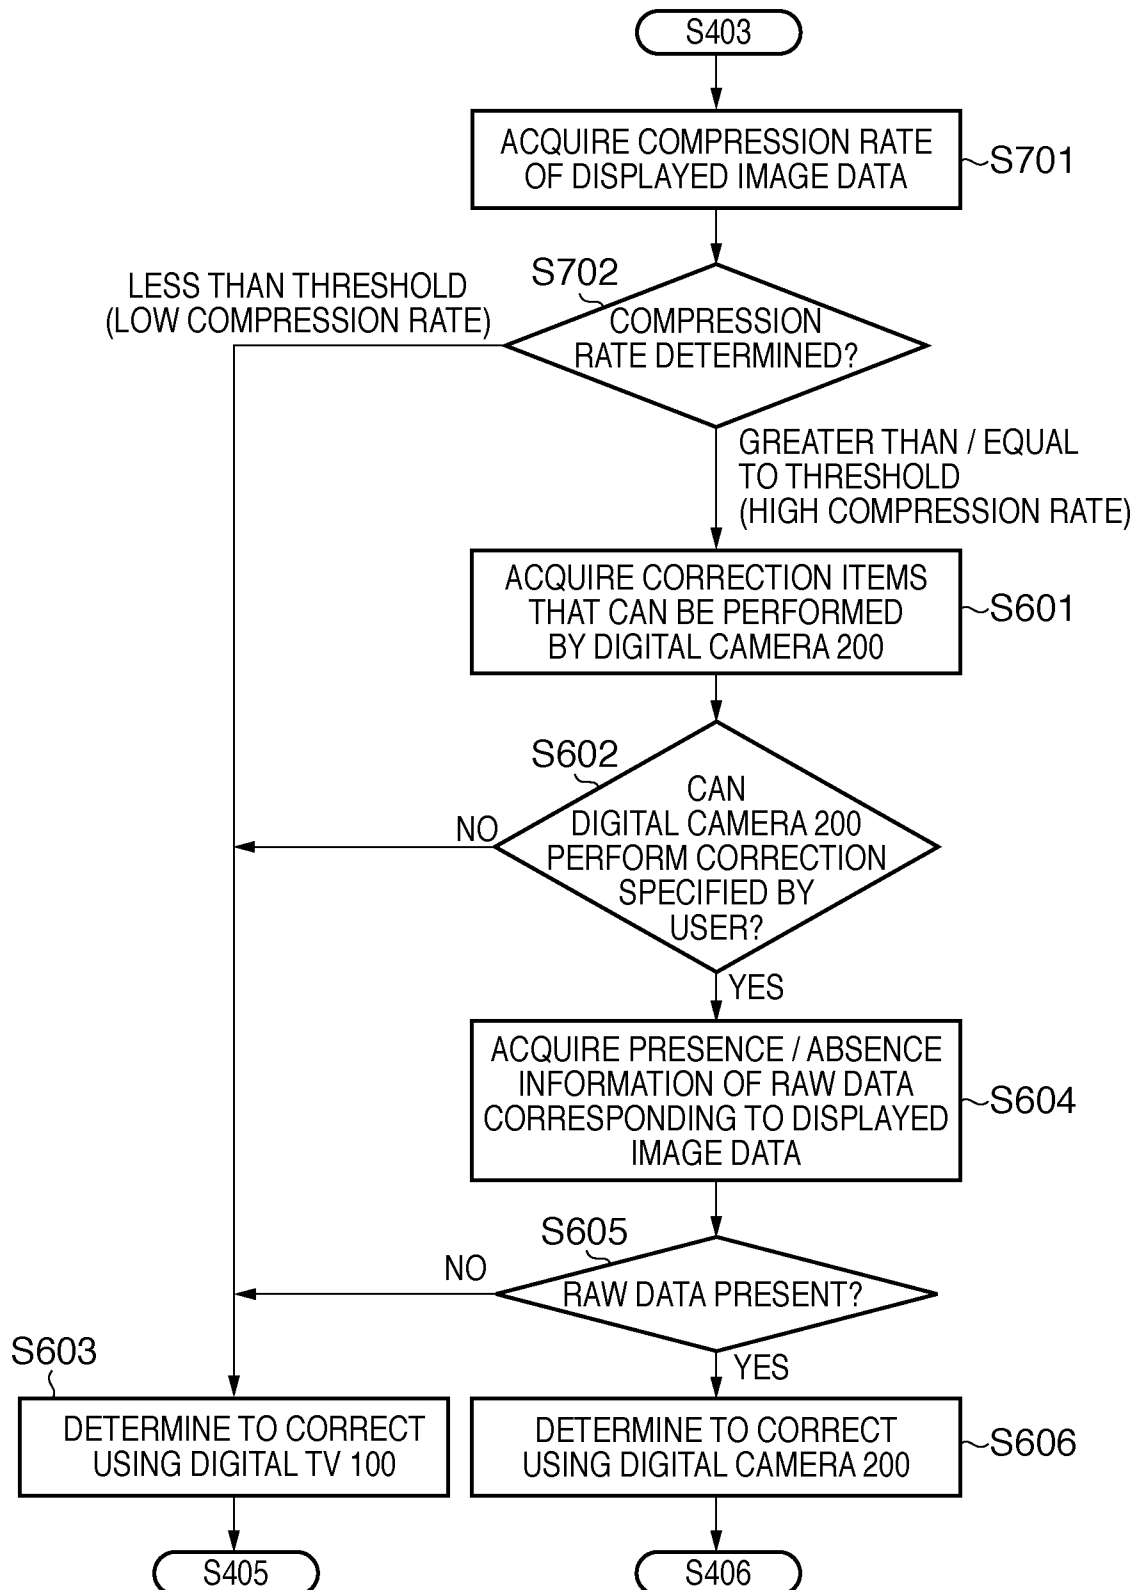 S403
ACQUIRE COMPRESSION RATE
OF DISPLAYED IMAGE DATA
S701
S702
LESS THAN THRESHOLD
(LOW COMPRESSION RATE)
COMPRESSION
RATE DETERMINED?
GREATER THAN / EQUAL
TO THRESHOLD
(HIGH COMPRESSION RATE)
ACQUIRE CORRECTION ITEMS
THAT CAN BE PERFORMED
BY DIGITAL CAMERA 200
S601
S602
CAN
DIGITAL CAMERA 200
PERFORM CORRECTION
SPECIFIED BY
USER?
NO
YES
ACQUIRE PRESENCE / ABSENCE
INFORMATION OF RAW DATA
CORRESPONDING TO DISPLAYED
IMAGE DATA
S604
S605
NO
RAW DATA PRESENT?
YES
S603
DETERMINE TO CORRECT
USING DIGITAL TV 100
DETERMINE TO CORRECT
USING DIGITAL CAMERA 200
S606
S405
S406